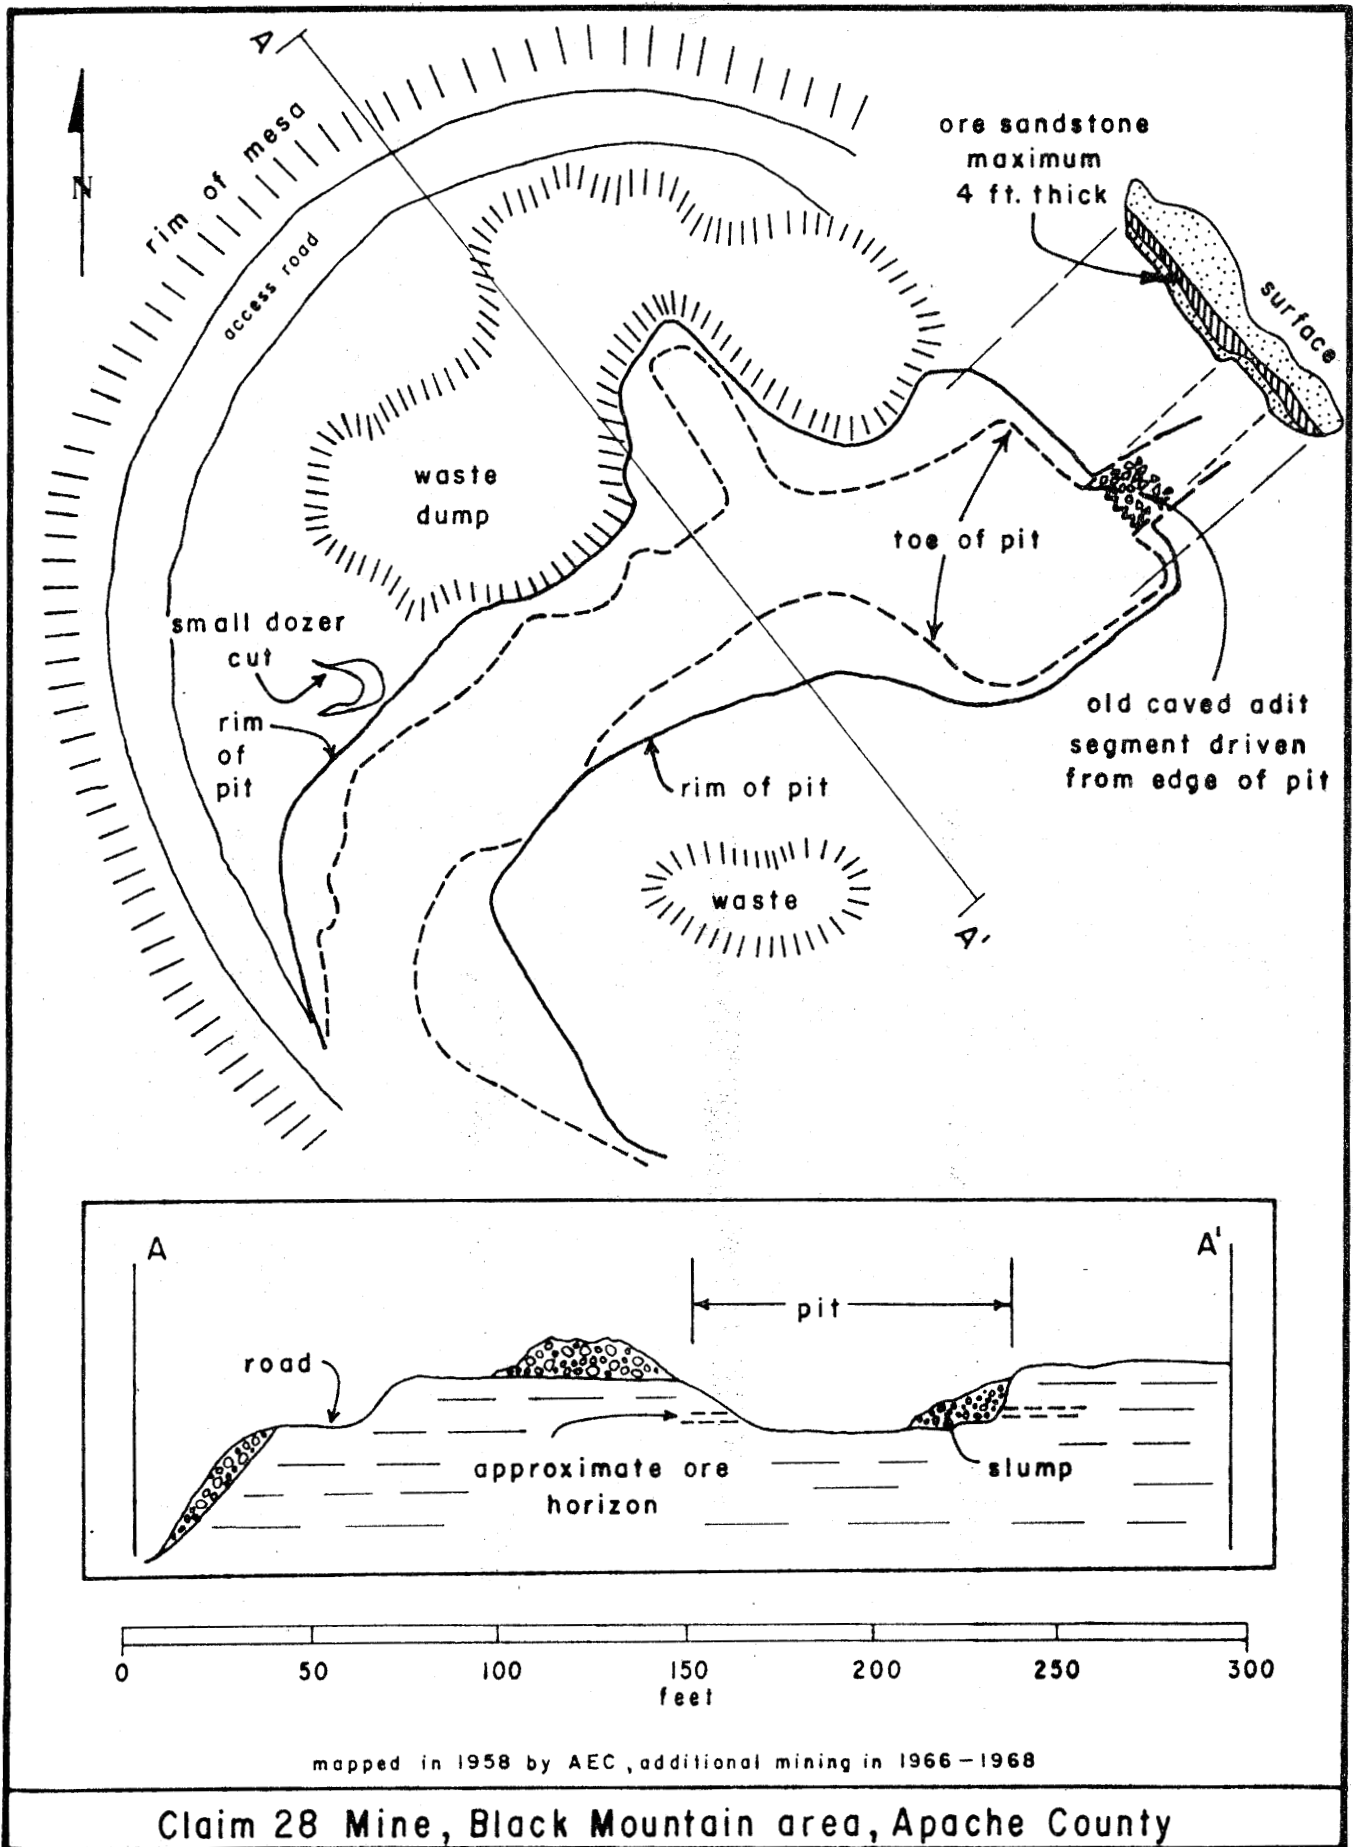 A
N
rim of mesa
access road
ore sandstone
maximum
4 ft. thick
surface
waste
dump
toe of pit
small dozer
cut
rim
of
pit
old caved adit
segment driven
from edge of pit
rim of pit
waste
A'
A
A'
pit
road
approximate ore
horizon
slump
0 50 100 150 200 250 300
feet
mapped in 1958 by AEC, additional mining in 1966-1968
Claim 28 Mine, Black Mountain area, Apache County